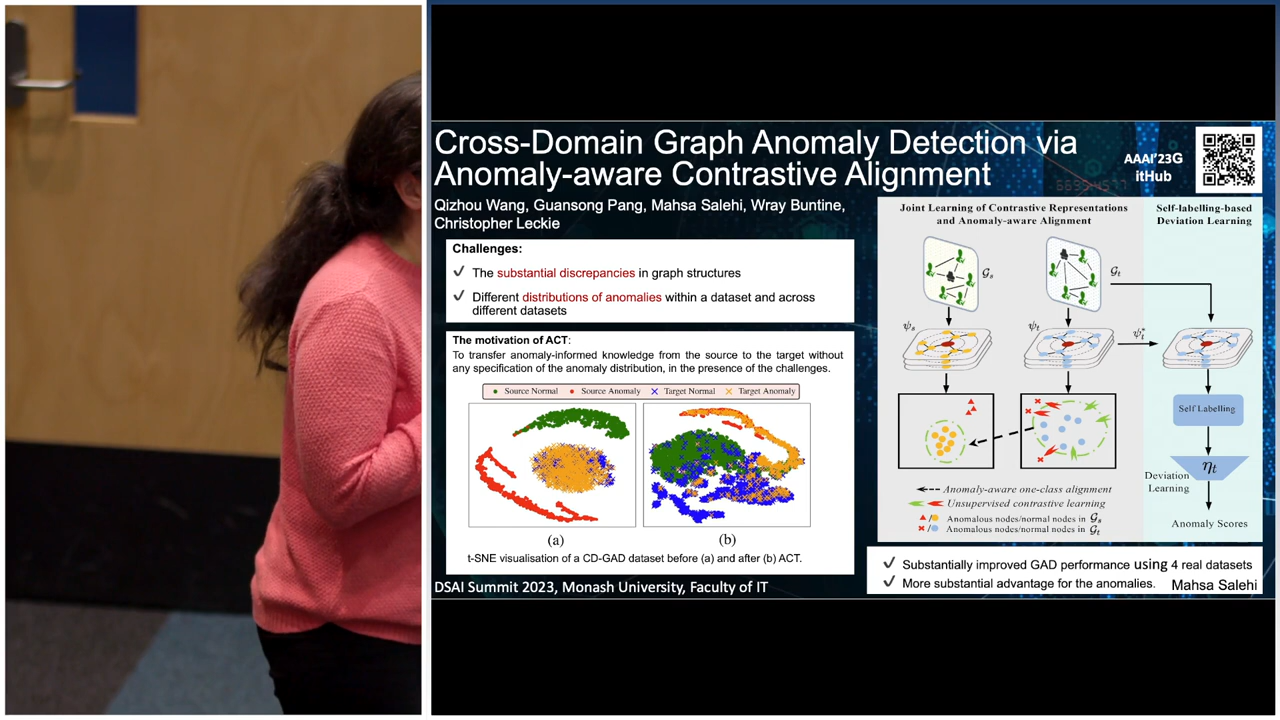 Cross-Domain Graph Anomaly Detection via
Anomaly-aware Contrastive Alignment
AAAI'23G
itHub
Qizhou Wang, Guansong Pang, Mahsa Salehi, Wray Buntine,
Christopher Leckie
Challenges:
✓ The substantial discrepancies in graph structures
✓ Different distributions of anomalies within a dataset and across
different datasets
The motivation of ACT:
To transfer anomaly-informed knowledge from the source to the target without
any specification of the anomaly distribution, in the presence of the challenges.
Source Normal Source Anomaly Target Normal Target Anomaly
(a) (b)
t-SNE visualisation of a CD-GAD dataset before (a) and after (b) ACT.
DSAI Summit 2023, Monash University, Faculty of IT
Joint Learning of Contrastive Representations
and Anomaly-aware Alignment
Self-labelling-based
Deviation Learning
𝒢s
𝒢t
ψs
ψt
ψt*
Self Labelling
ηt
Deviation
Learning
Anomaly Scores
Anomaly-aware one-class alignment
Unsupervised contrastive learning
Anomalous nodes/normal nodes in 𝒢s
Anomalous nodes/normal nodes in 𝒢t
✓ Substantially improved GAD performance using 4 real datasets
✓ More substantial advantage for the anomalies.
Mahsa Salehi